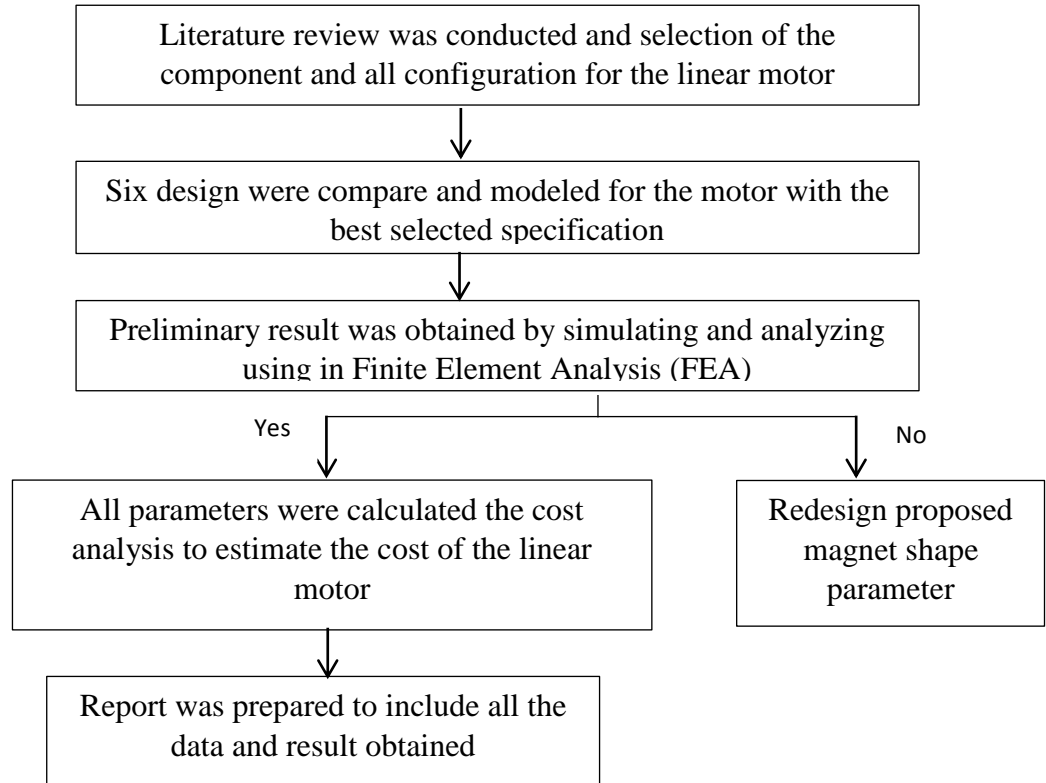 Literature review was conducted and selection of the
component and all configuration for the linear motor
Six design were compare and modeled for the motor with the
best selected specification
Preliminary result was obtained by simulating and analyzing
using in Finite Element Analysis (FEA)
Yes
No
All parameters were calculated the cost
analysis to estimate the cost of the linear
motor
Redesign proposed
magnet shape
parameter
Report was prepared to include all the
data and result obtained